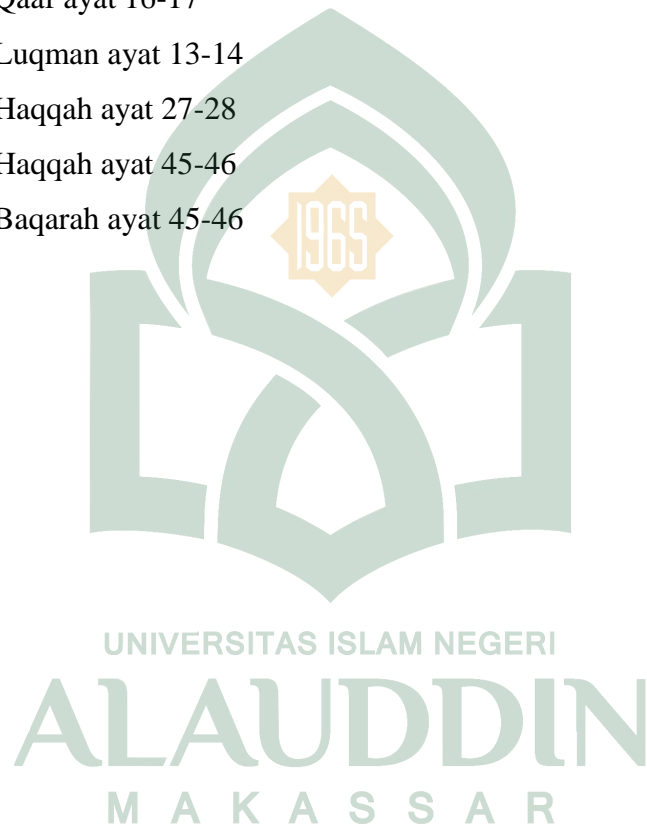 Qaaf ayat 16-17
Luqman ayat 13-14
Haqqah ayat 27-28
Haqqah ayat 45-46
Baqarah ayat 45-46
1965
UNIVERSITAS ISLAM NEGERI
ALAUDDIN
MAKASSAR